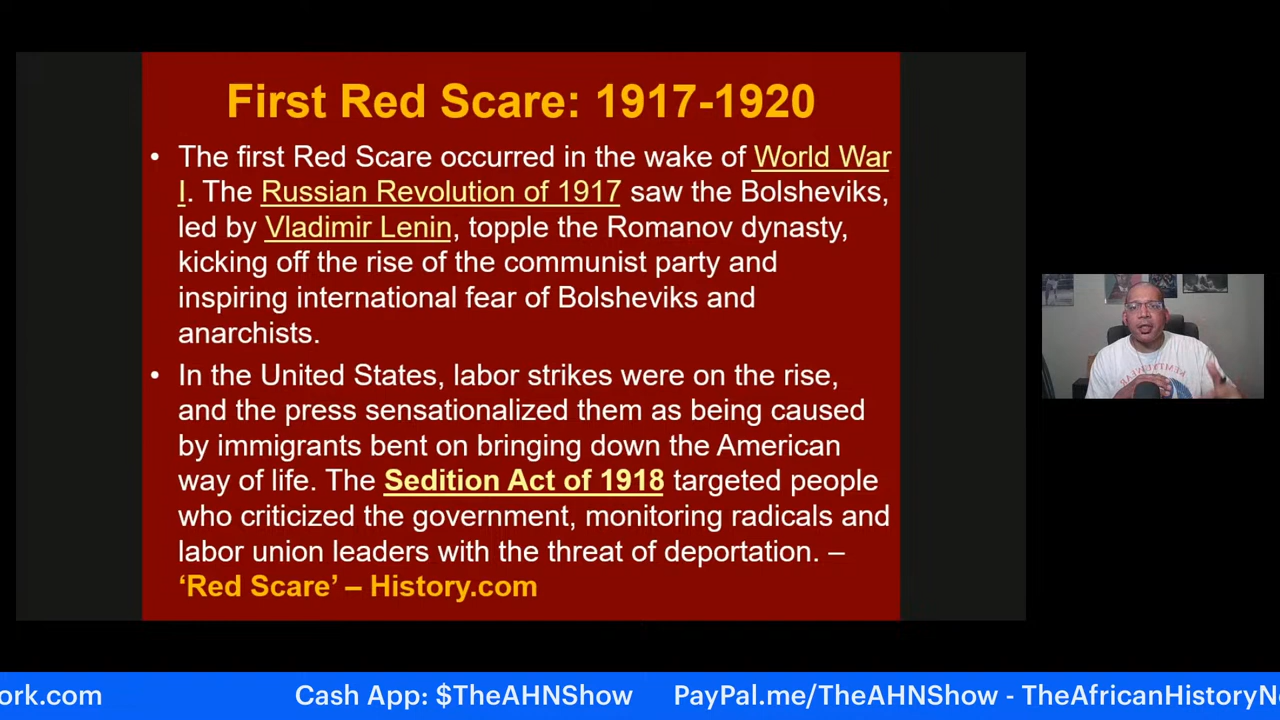 First Red Scare: 1917-1920
• The first Red Scare occurred in the wake of World War
I. The Russian Revolution of 1917 saw the Bolsheviks,
led by Vladimir Lenin, topple the Romanov dynasty,
kicking off the rise of the communist party and
inspiring international fear of Bolsheviks and
anarchists.
• In the United States, labor strikes were on the rise,
and the press sensationalized them as being caused
by immigrants bent on bringing down the American
way of life. The Sedition Act of 1918 targeted people
who criticized the government, monitoring radicals and
labor union leaders with the threat of deportation. –
‘Red Scare’ – History.com
ork.com Cash App: $TheAHNShow PayPal.me/TheAHNShow - TheAfricanHistoryNe